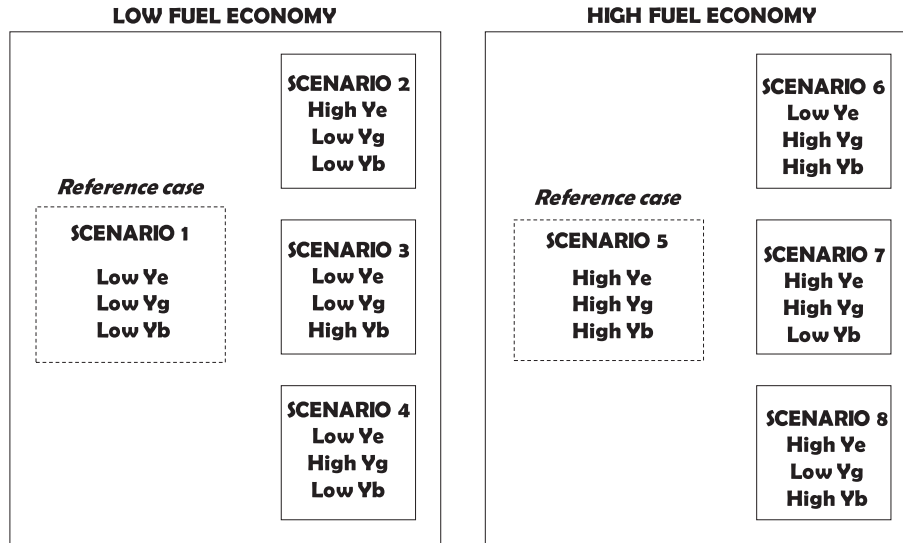 LOW FUEL ECONOMY
SCENARIO 2
High Ye
Low Yg
Low Yb
Reference case
SCENARIO 1
Low Ye
Low Yg
Low Yb
SCENARIO 3
Low Ye
Low Yg
High Yb
SCENARIO 4
Low Ye
High Yg
Low Yb
HIGH FUEL ECONOMY
SCENARIO 6
Low Ye
High Yg
High Yb
Reference case
SCENARIO 5
High Ye
High Yg
High Yb
SCENARIO 7
High Ye
High Yg
Low Yb
SCENARIO 8
High Ye
Low Yg
High Yb